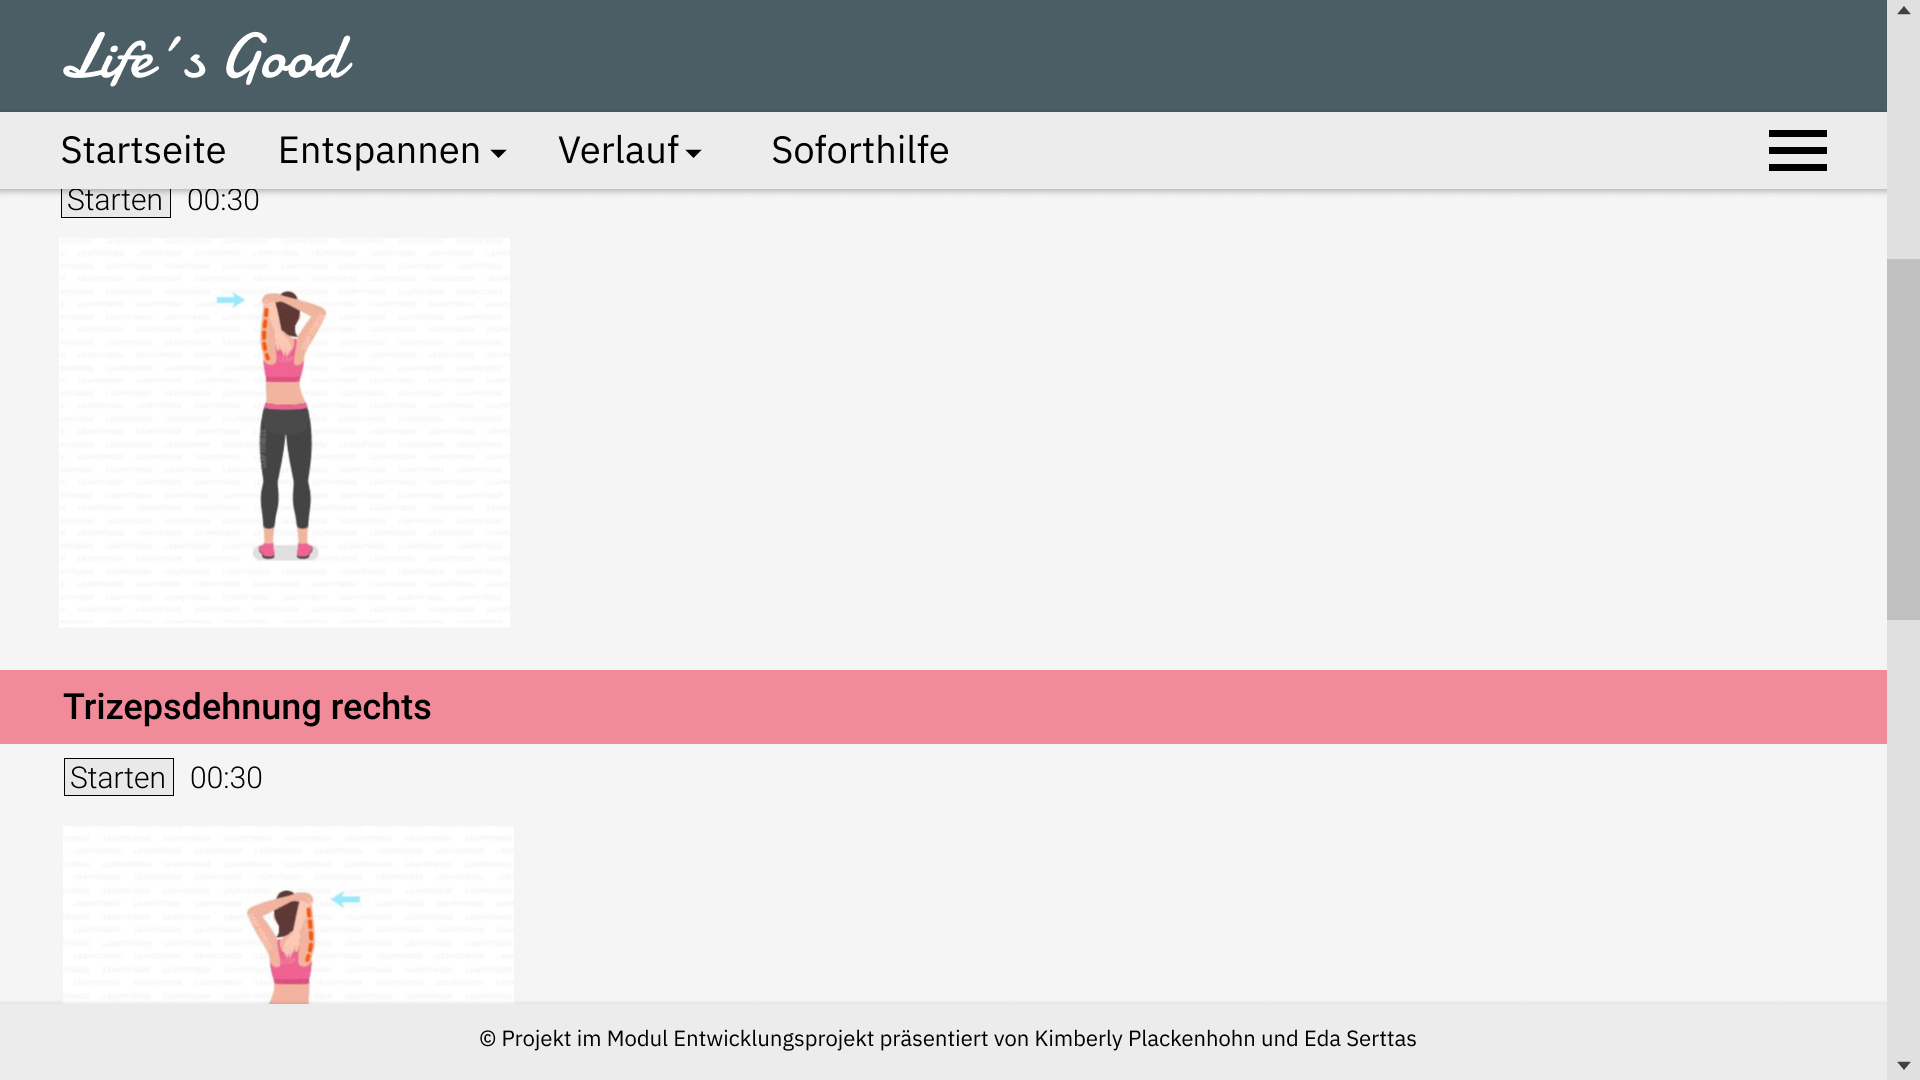 Life´s Good
Startseite Entspannen Verlauf Soforthilfe
Starten 00:30
Trizepsdehnung rechts
Starten 00:30
© Projekt im Modul Entwicklungsprojekt präsentiert von Kimberly Plackenhohn und Eda Serttas